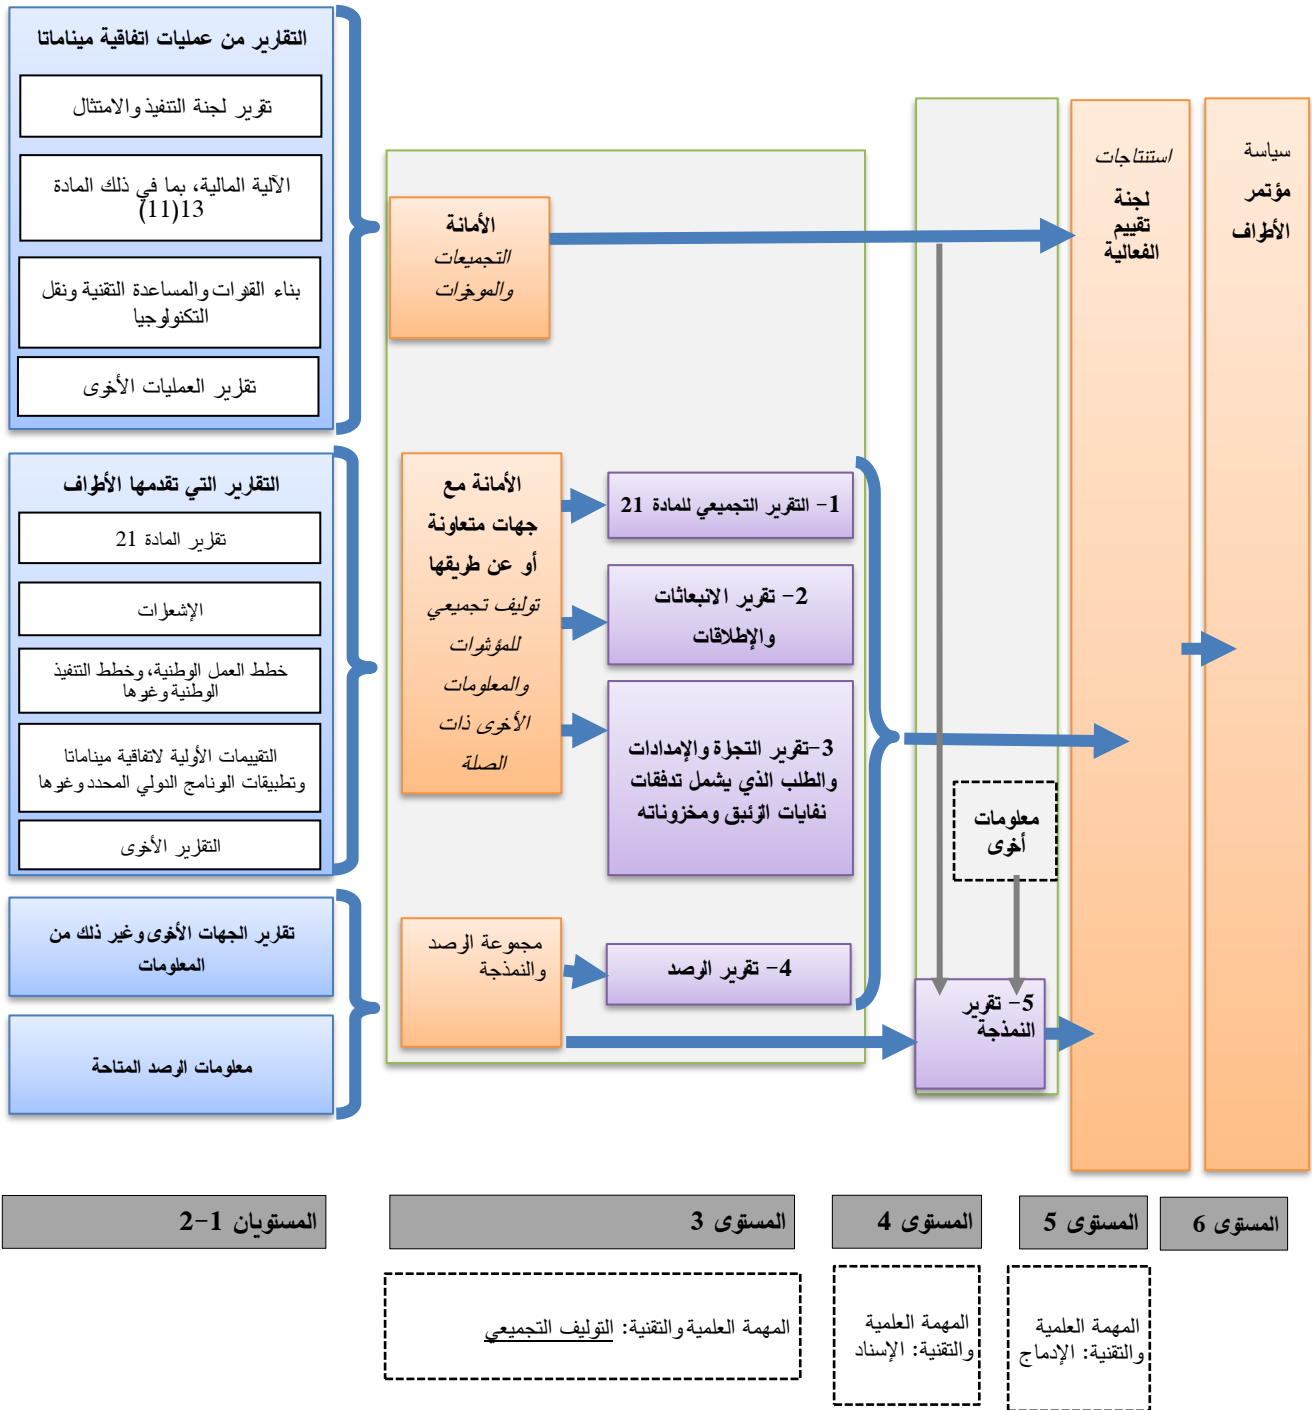 التقارير من عمليات اتفاقية ميناماتا
تقرير لجنة التنفيذ والامتثال
الآلية المالية، بما في ذلك المادة
13(11)
بناء القدرات والمساعدة التقنية ونقل
التكنولوجيا
تقارير العمليات الأخرى
التقارير التي تقدمها الأطراف
تقارير المادة 21
الإشعارات
خطط العمل الوطنية، وخطط التنفيذ
الوطنية وغيرها
التقييمات الأولية لاتفاقية ميناماتا
وتطبيقات البرنامج الدولي المحدد وغيرها
التقارير الأخرى
تقارير الجهات الأخرى وغير ذلك من
المعلومات
معلومات الرصد المتاحة
الأمانة
التجميعات
والموجزات
الأمانة مع
جهات متعاونة
أو عن طريقها
توليف تجميعي
للمؤشرات
والمعلومات
الأخرى ذات
الصلة
مجموعة الرصد
والنمذجة
1- التقرير التجميعي للمادة 21
2- تقرير الانبعاثات
والإطلاقات
3-تقرير التجارة والإمدادات
والطلب الذي يشمل تدفقات
نفايات الزئبق ومخزوناته
4- تقرير الرصد
معلومات
أخرى
5- تقرير
النمذجة
استنتاجات
لجنة
تقييم
الفعالية
سياسة
مؤتمر
الأطراف
المستويان 1-2
المستوى 3
المستوى 4
المستوى 5
المستوى 6
المهمة العلمية والتقنية: التوليف التجميعي
المهمة العلمية
والتقنية: الإسناد
المهمة العلمية
والتقنية: الإدماج